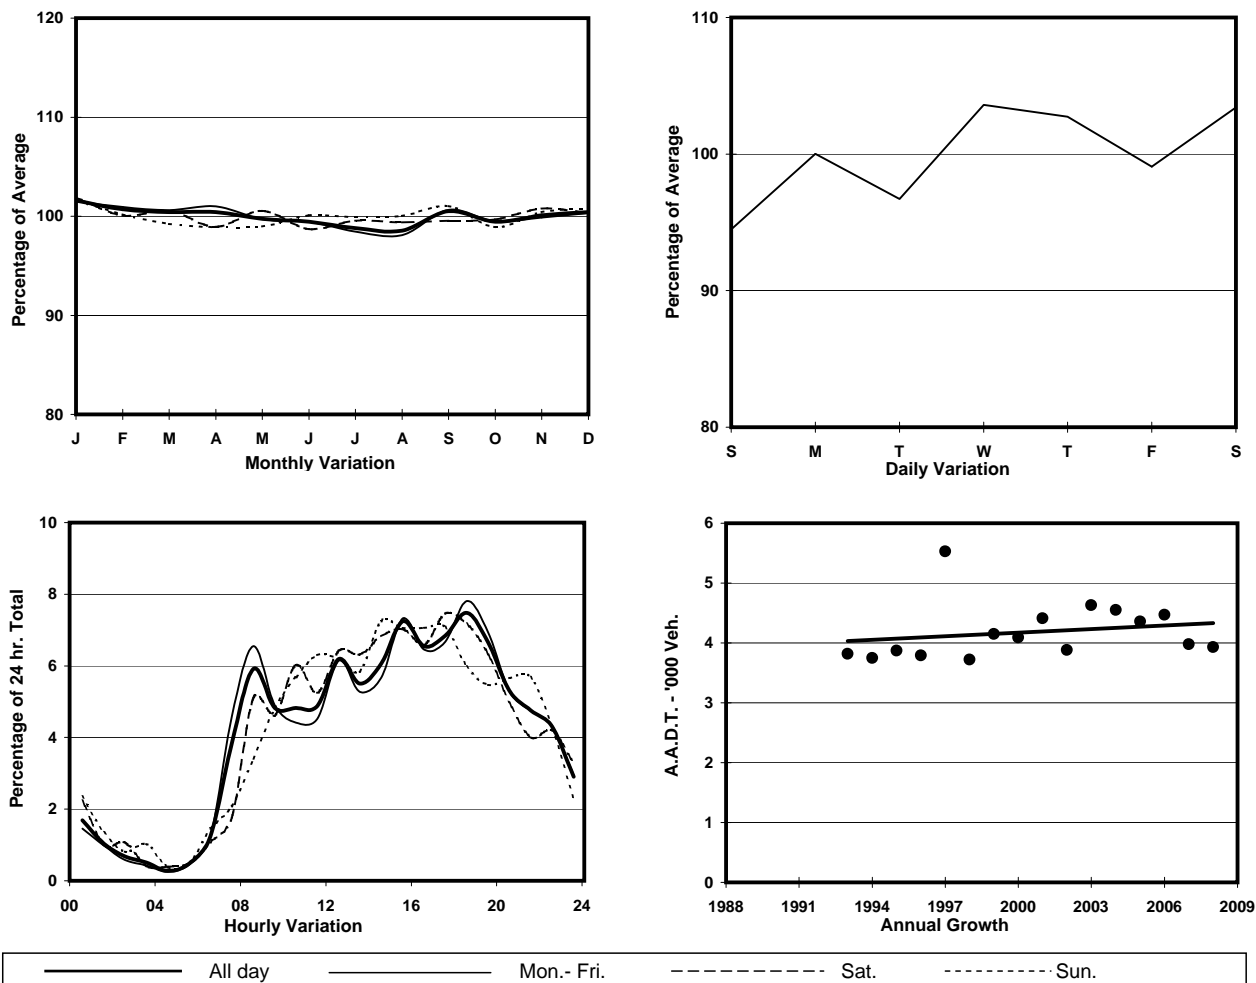 120
110
100
90
80
Percentage of Average
J F M A M J J A S O N D
Monthly Variation
110
100
90
80
Percentage of Average
S M T W T F S
Daily Variation
10
8
6
4
2
0
Percentage of 24 hr. Total
00 04 08 12 16 20 24
Hourly Variation
6
5
4
3
2
1
0
A.A.D.T. - '000 Veh.
1988 1991 1994 1997 2000 2003 2006 2009
Annual Growth
All day Mon.- Fri. Sat. Sun.